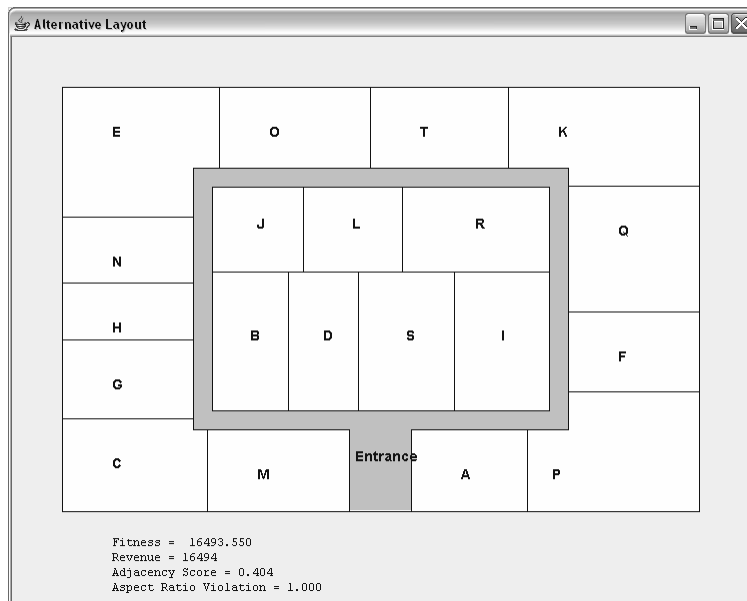 Alternative Layout
E
O
T
K
J
L
R
Q
N
H
B
D
S
I
F
G
C
M
Entrance
A
P
Fitness = 16493.550
Revenue = 16494
Adjacency Score = 0.404
Aspect Ratio Violation = 1.000